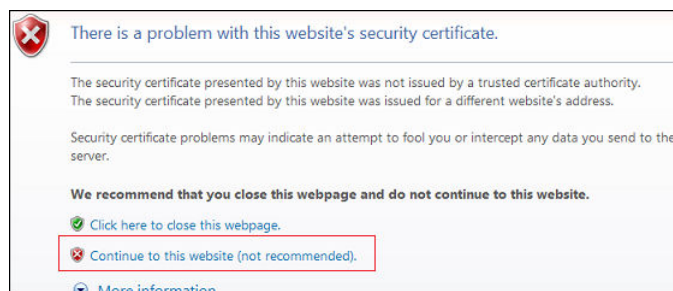 There is a problem with this website's security certificate.
The security certificate presented by this website was not issued by a trusted certificate authority.
The security certificate presented by this website was issued for a different website's address.
Security certificate problems may indicate an attempt to fool you or intercept any data you send to the
server.
We recommend that you close this webpage and do not continue to this website.
Click here to close this webpage.
Continue to this website (not recommended).
More information